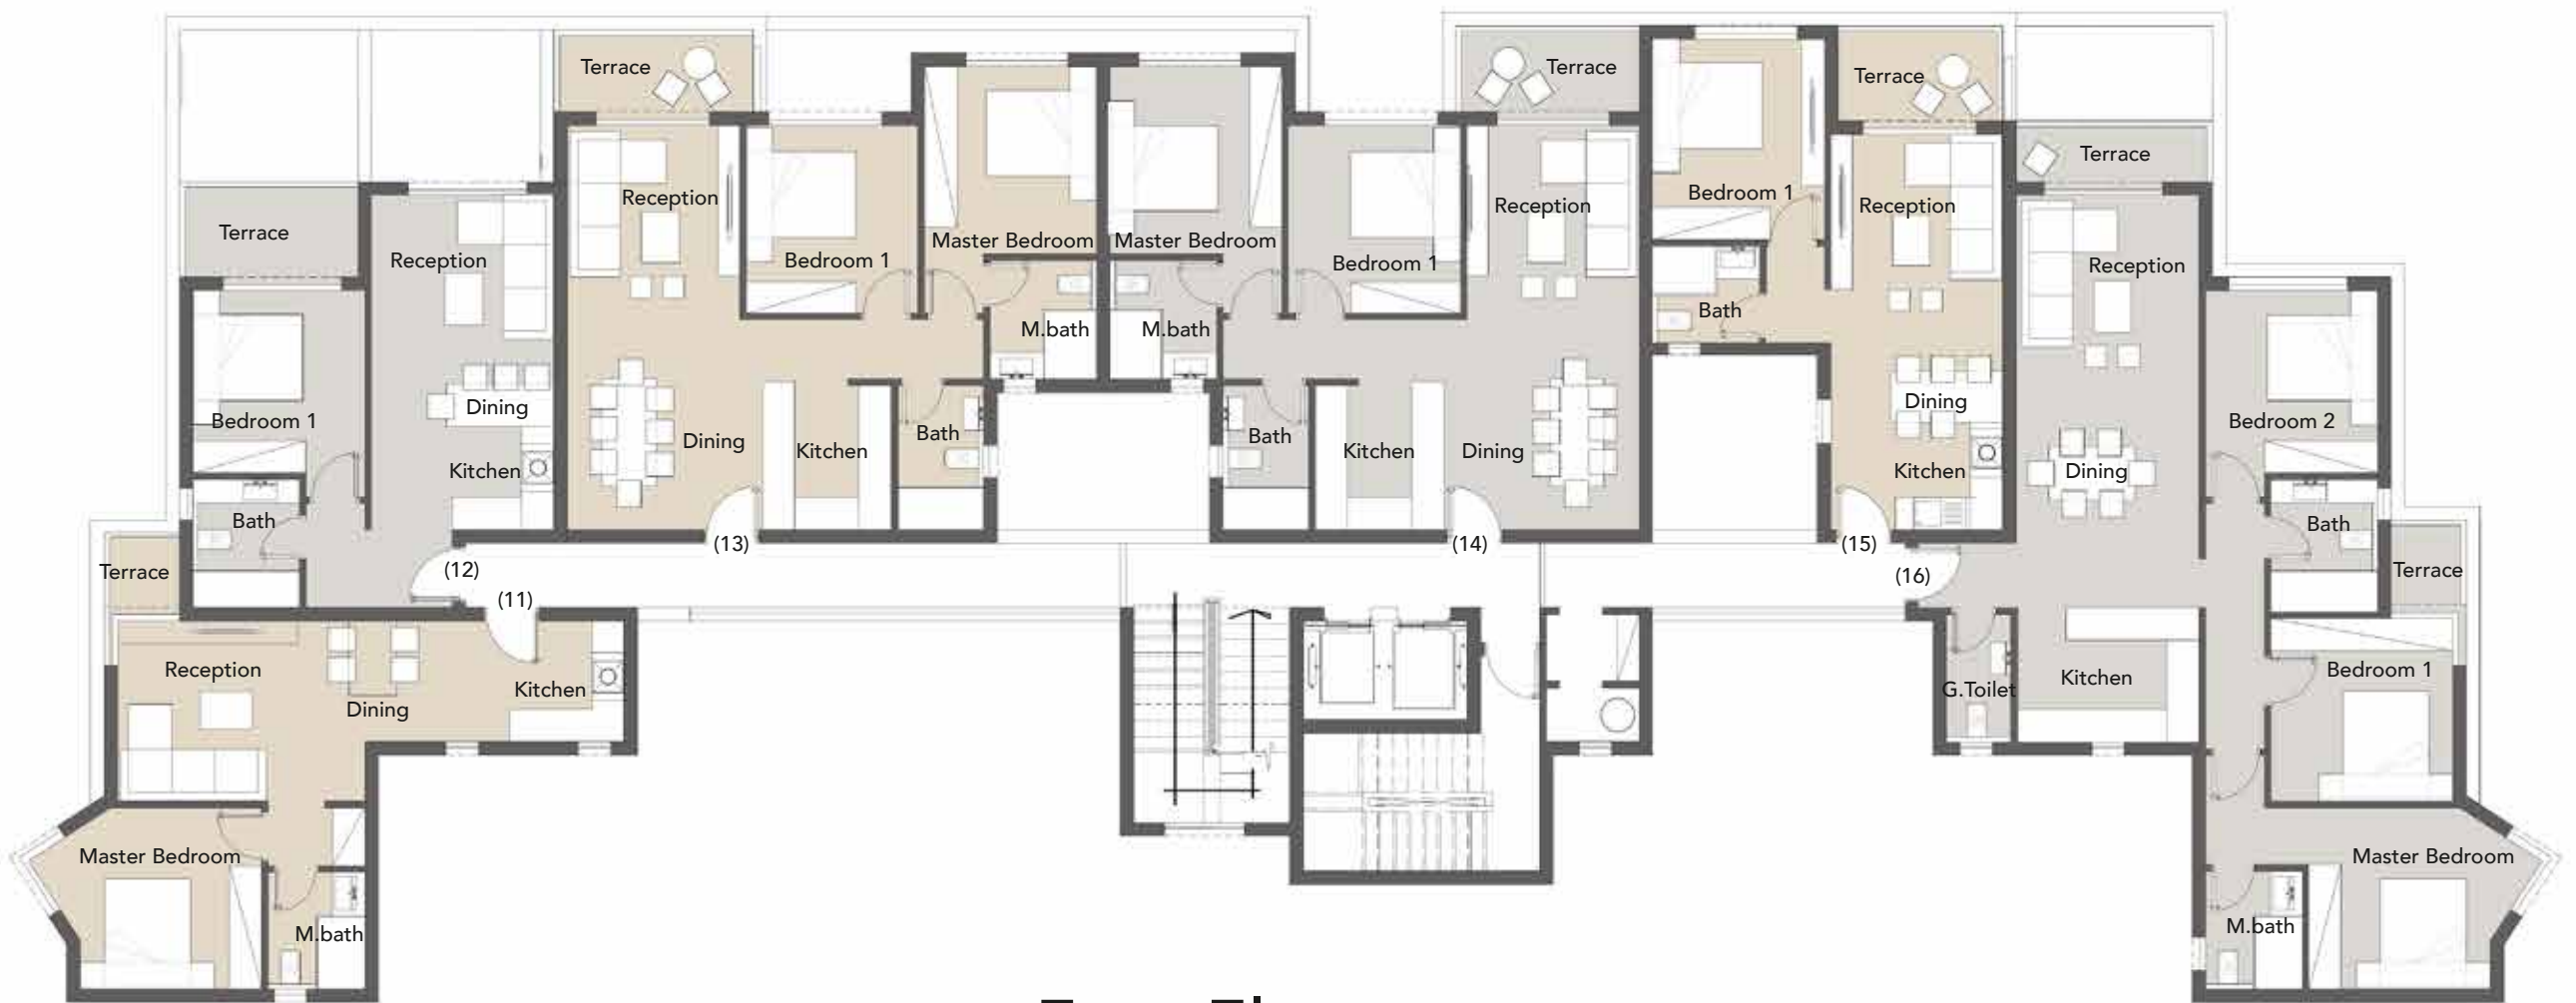 Terrace
Terrace
Terrace
Terrace
Reception
Bedroom 1
Reception
Reception
Terrace
Master Bedroom
Master Bedroom
Reception
Bedroom 1
Bedroom 1
Reception
Bath
M.bath
M.bath
Dining
Dining
Bedroom 1
Bedroom 2
Bath
Bath
Dining
Kitchen
Kitchen
Dining
Kitchen
Kitchen
Dining
Bath
Bath
(13)
(14)
(15)
Terrace
(12)
(16)
Terrace
(11)
Reception
Kitchen
Dining
G.Toilet
Kitchen
Bedroom 1
Master Bedroom
Master Bedroom
M.bath
M.bath